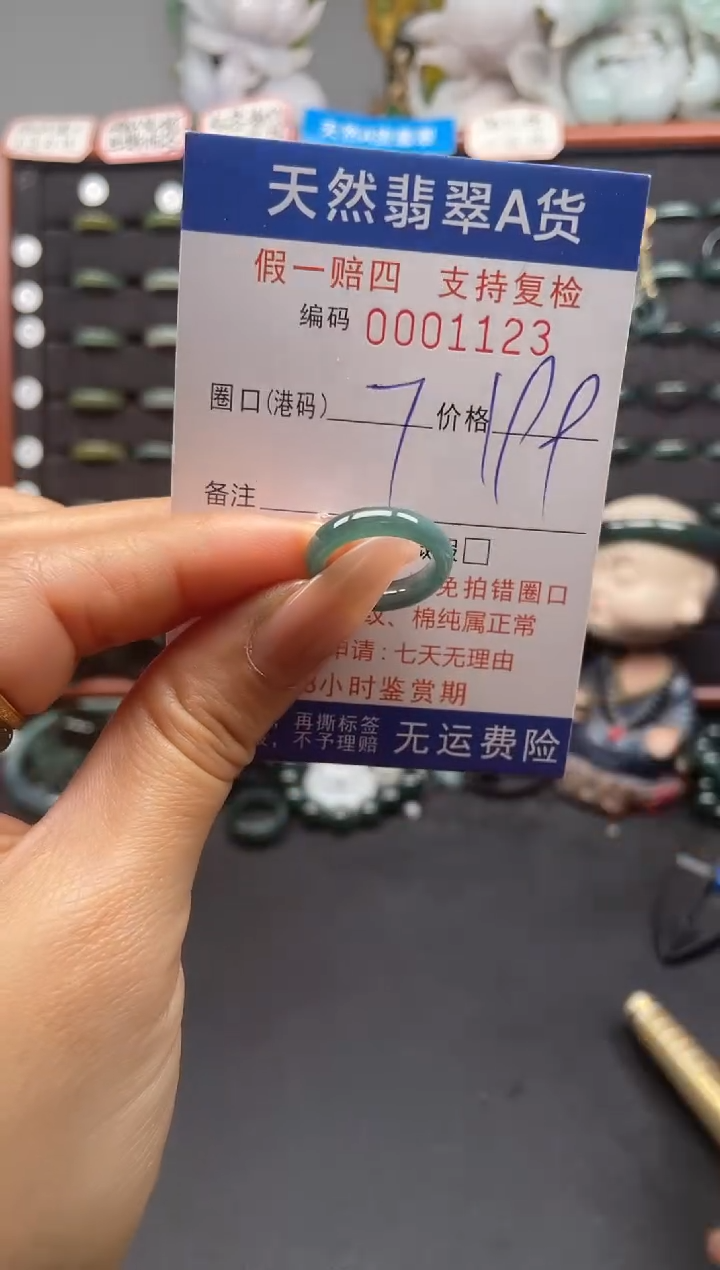 天然翡翠A货
假一赔四 支持复检
编码 0001123
圈口(港码) 7 价格 199
备注
免拍错圈口
纹、棉纯属正常
申请:七天无理由
8小时鉴赏期
再撕标签
不予理赔
无运费险